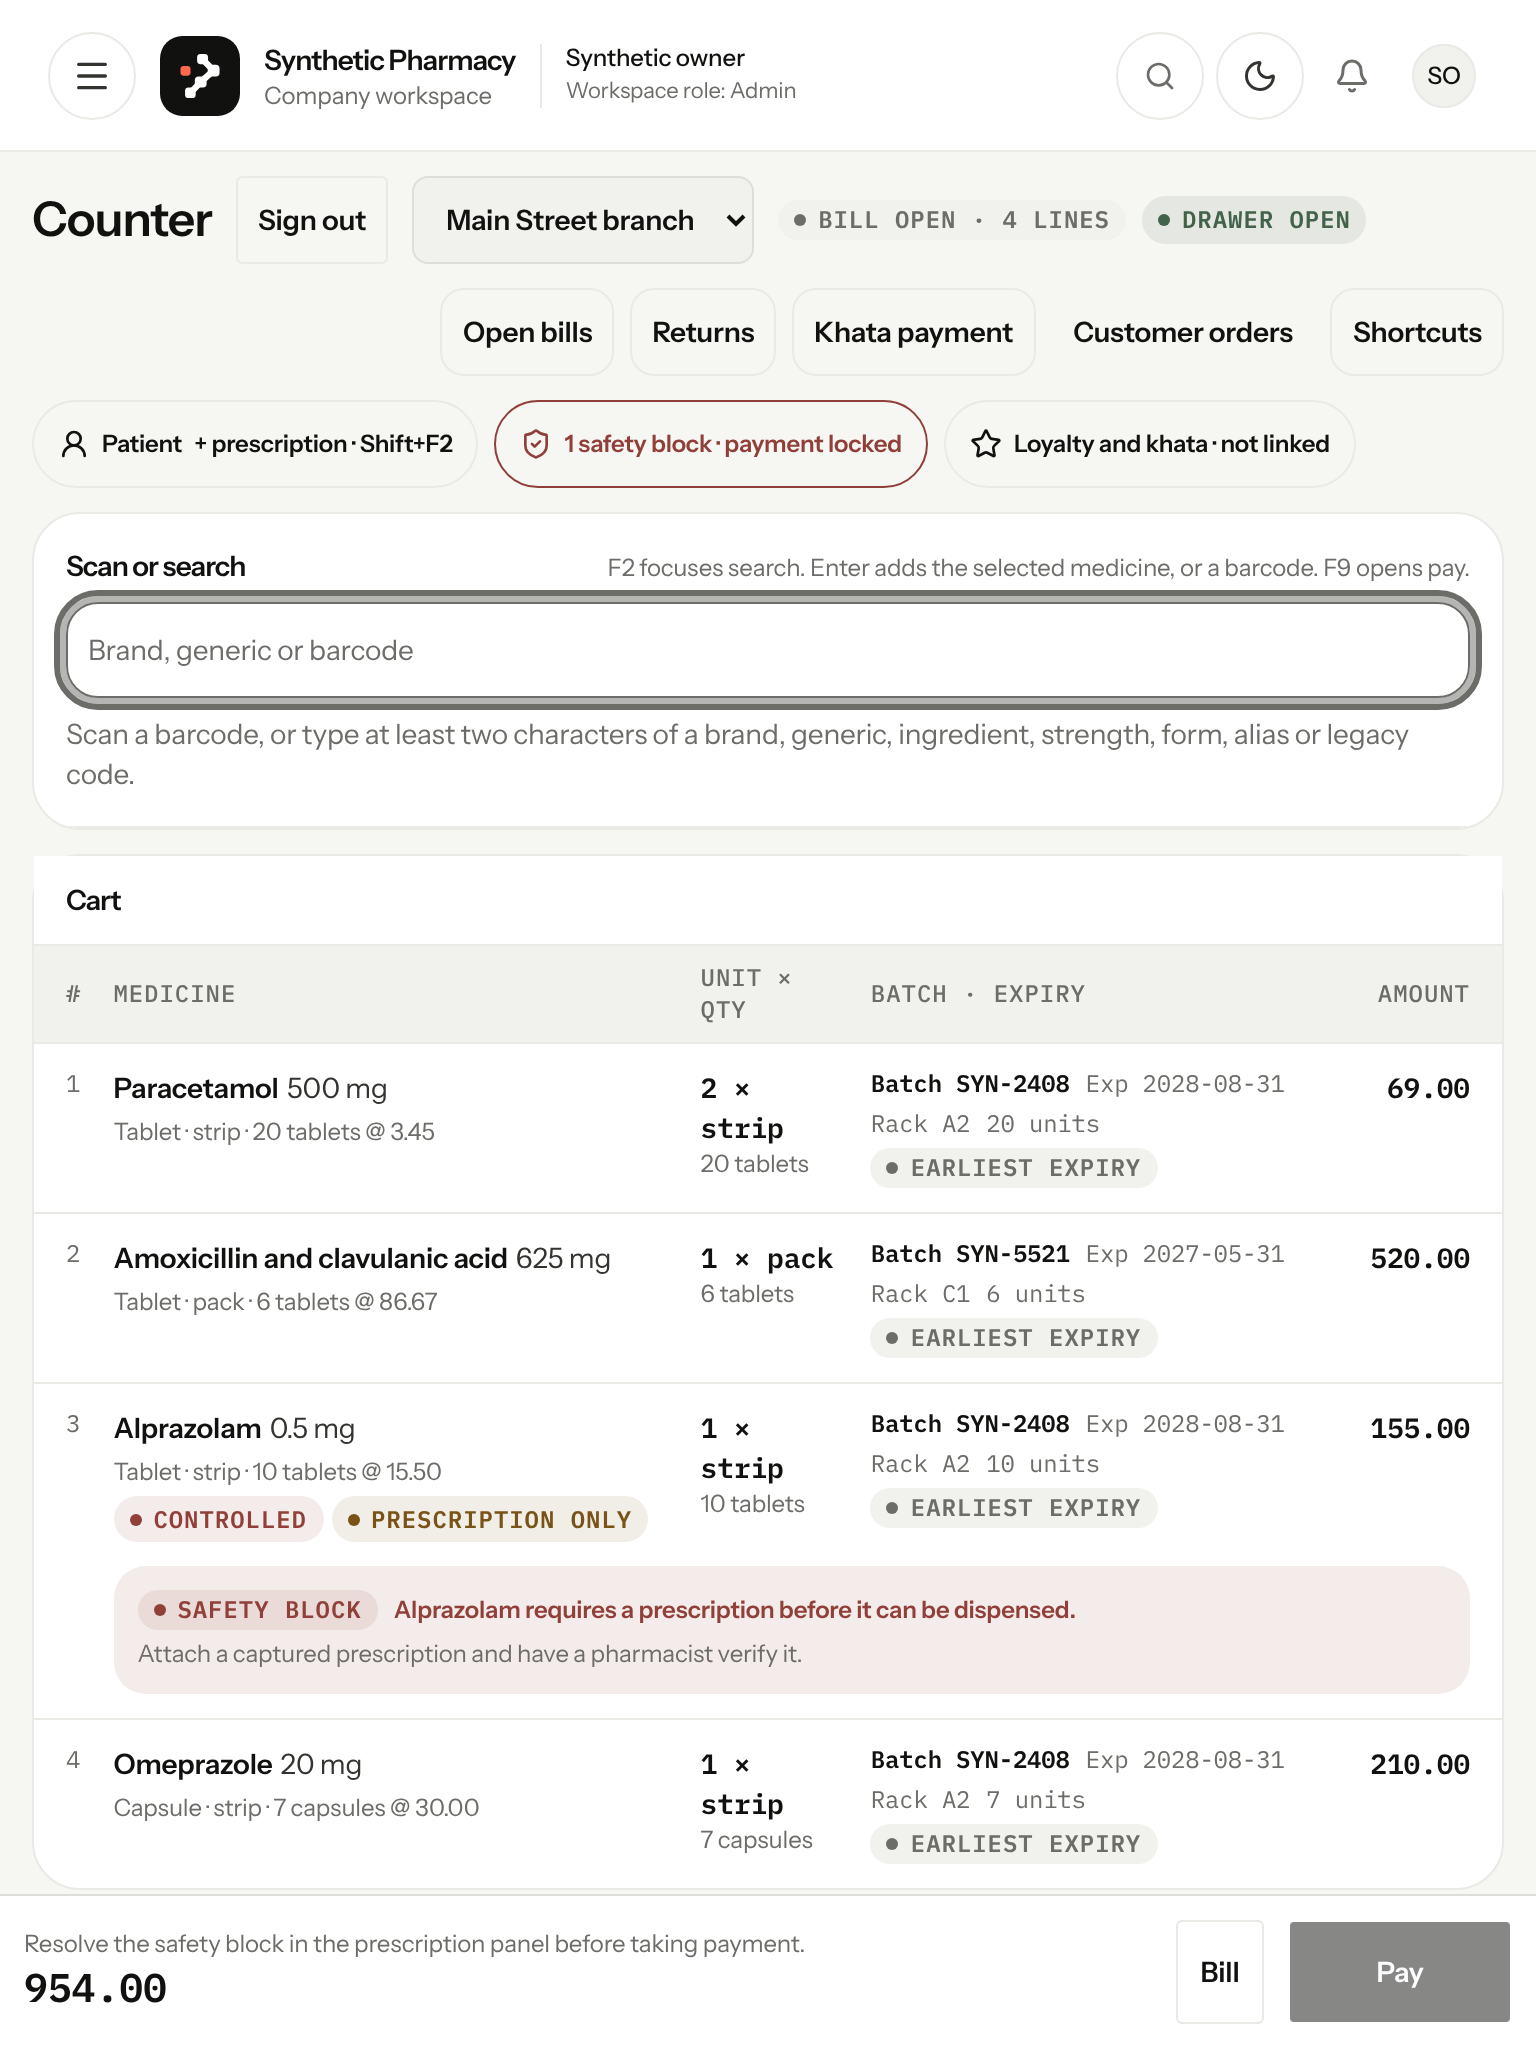 Synthetic Pharmacy
Company workspace
Synthetic owner
Workspace role: Admin
SO
Counter
Sign out
Main Street branch
BILL OPEN · 4 LINES
DRAWER OPEN
Open bills
Returns
Khata payment
Customer orders
Shortcuts
Patient + prescription · Shift+F2
1 safety block · payment locked
Loyalty and khata · not linked
Scan or search
F2 focuses search. Enter adds the selected medicine, or a barcode. F9 opens pay.
Brand, generic or barcode
Scan a barcode, or type at least two characters of a brand, generic, ingredient, strength, form, alias or legacy
code.
Cart
# MEDICINE UNIT × QTY BATCH · EXPIRY AMOUNT
1 Paracetamol 500 mg
Tablet · strip · 20 tablets @ 3.45
2 ×
strip
20 tablets
Batch SYN-2408 Exp 2028-08-31
Rack A2 20 units
EARLIEST EXPIRY
69.00
2 Amoxicillin and clavulanic acid 625 mg
Tablet · pack · 6 tablets @ 86.67
1 × pack
6 tablets
Batch SYN-5521 Exp 2027-05-31
Rack C1 6 units
EARLIEST EXPIRY
520.00
3 Alprazolam 0.5 mg
Tablet · strip · 10 tablets @ 15.50
CONTROLLED
PRESCRIPTION ONLY
1 ×
strip
10 tablets
Batch SYN-2408 Exp 2028-08-31
Rack A2 10 units
EARLIEST EXPIRY
155.00
SAFETY BLOCK Alprazolam requires a prescription before it can be dispensed.
Attach a captured prescription and have a pharmacist verify it.
4 Omeprazole 20 mg
Capsule · strip · 7 capsules @ 30.00
1 ×
strip
7 capsules
Batch SYN-2408 Exp 2028-08-31
Rack A2 7 units
EARLIEST EXPIRY
210.00
Resolve the safety block in the prescription panel before taking payment.
954.00
Bill
Pay